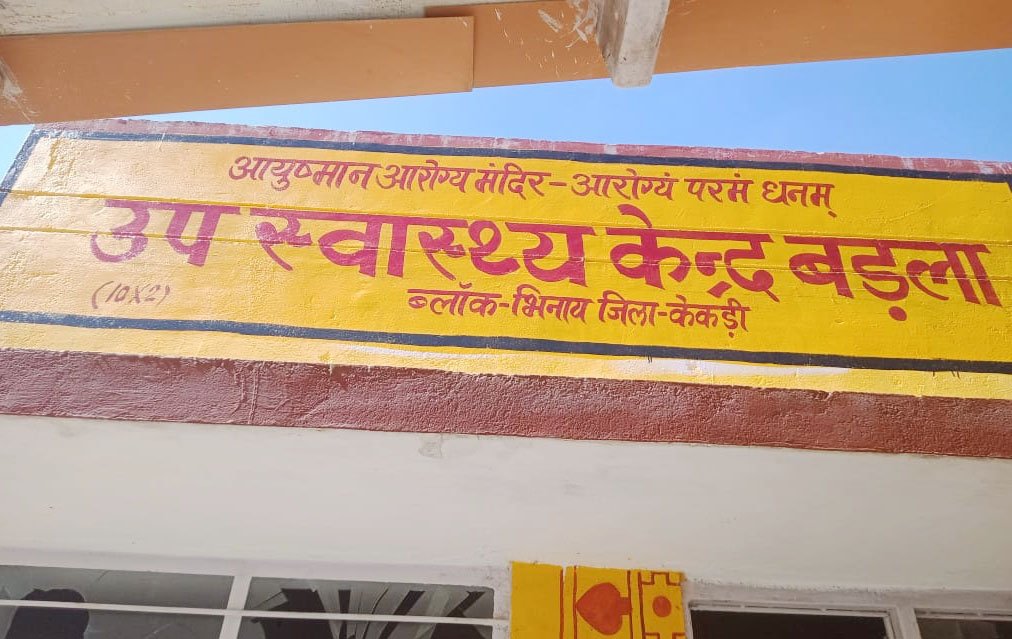 आयुष्मान आरोग्य मंदिर - आरोग्यं परमं धनम्
उप स्वास्थ्य केन्द्र बड़ला
(10x2)
ब्लॉक-भिनाय जिला-केकड़ी